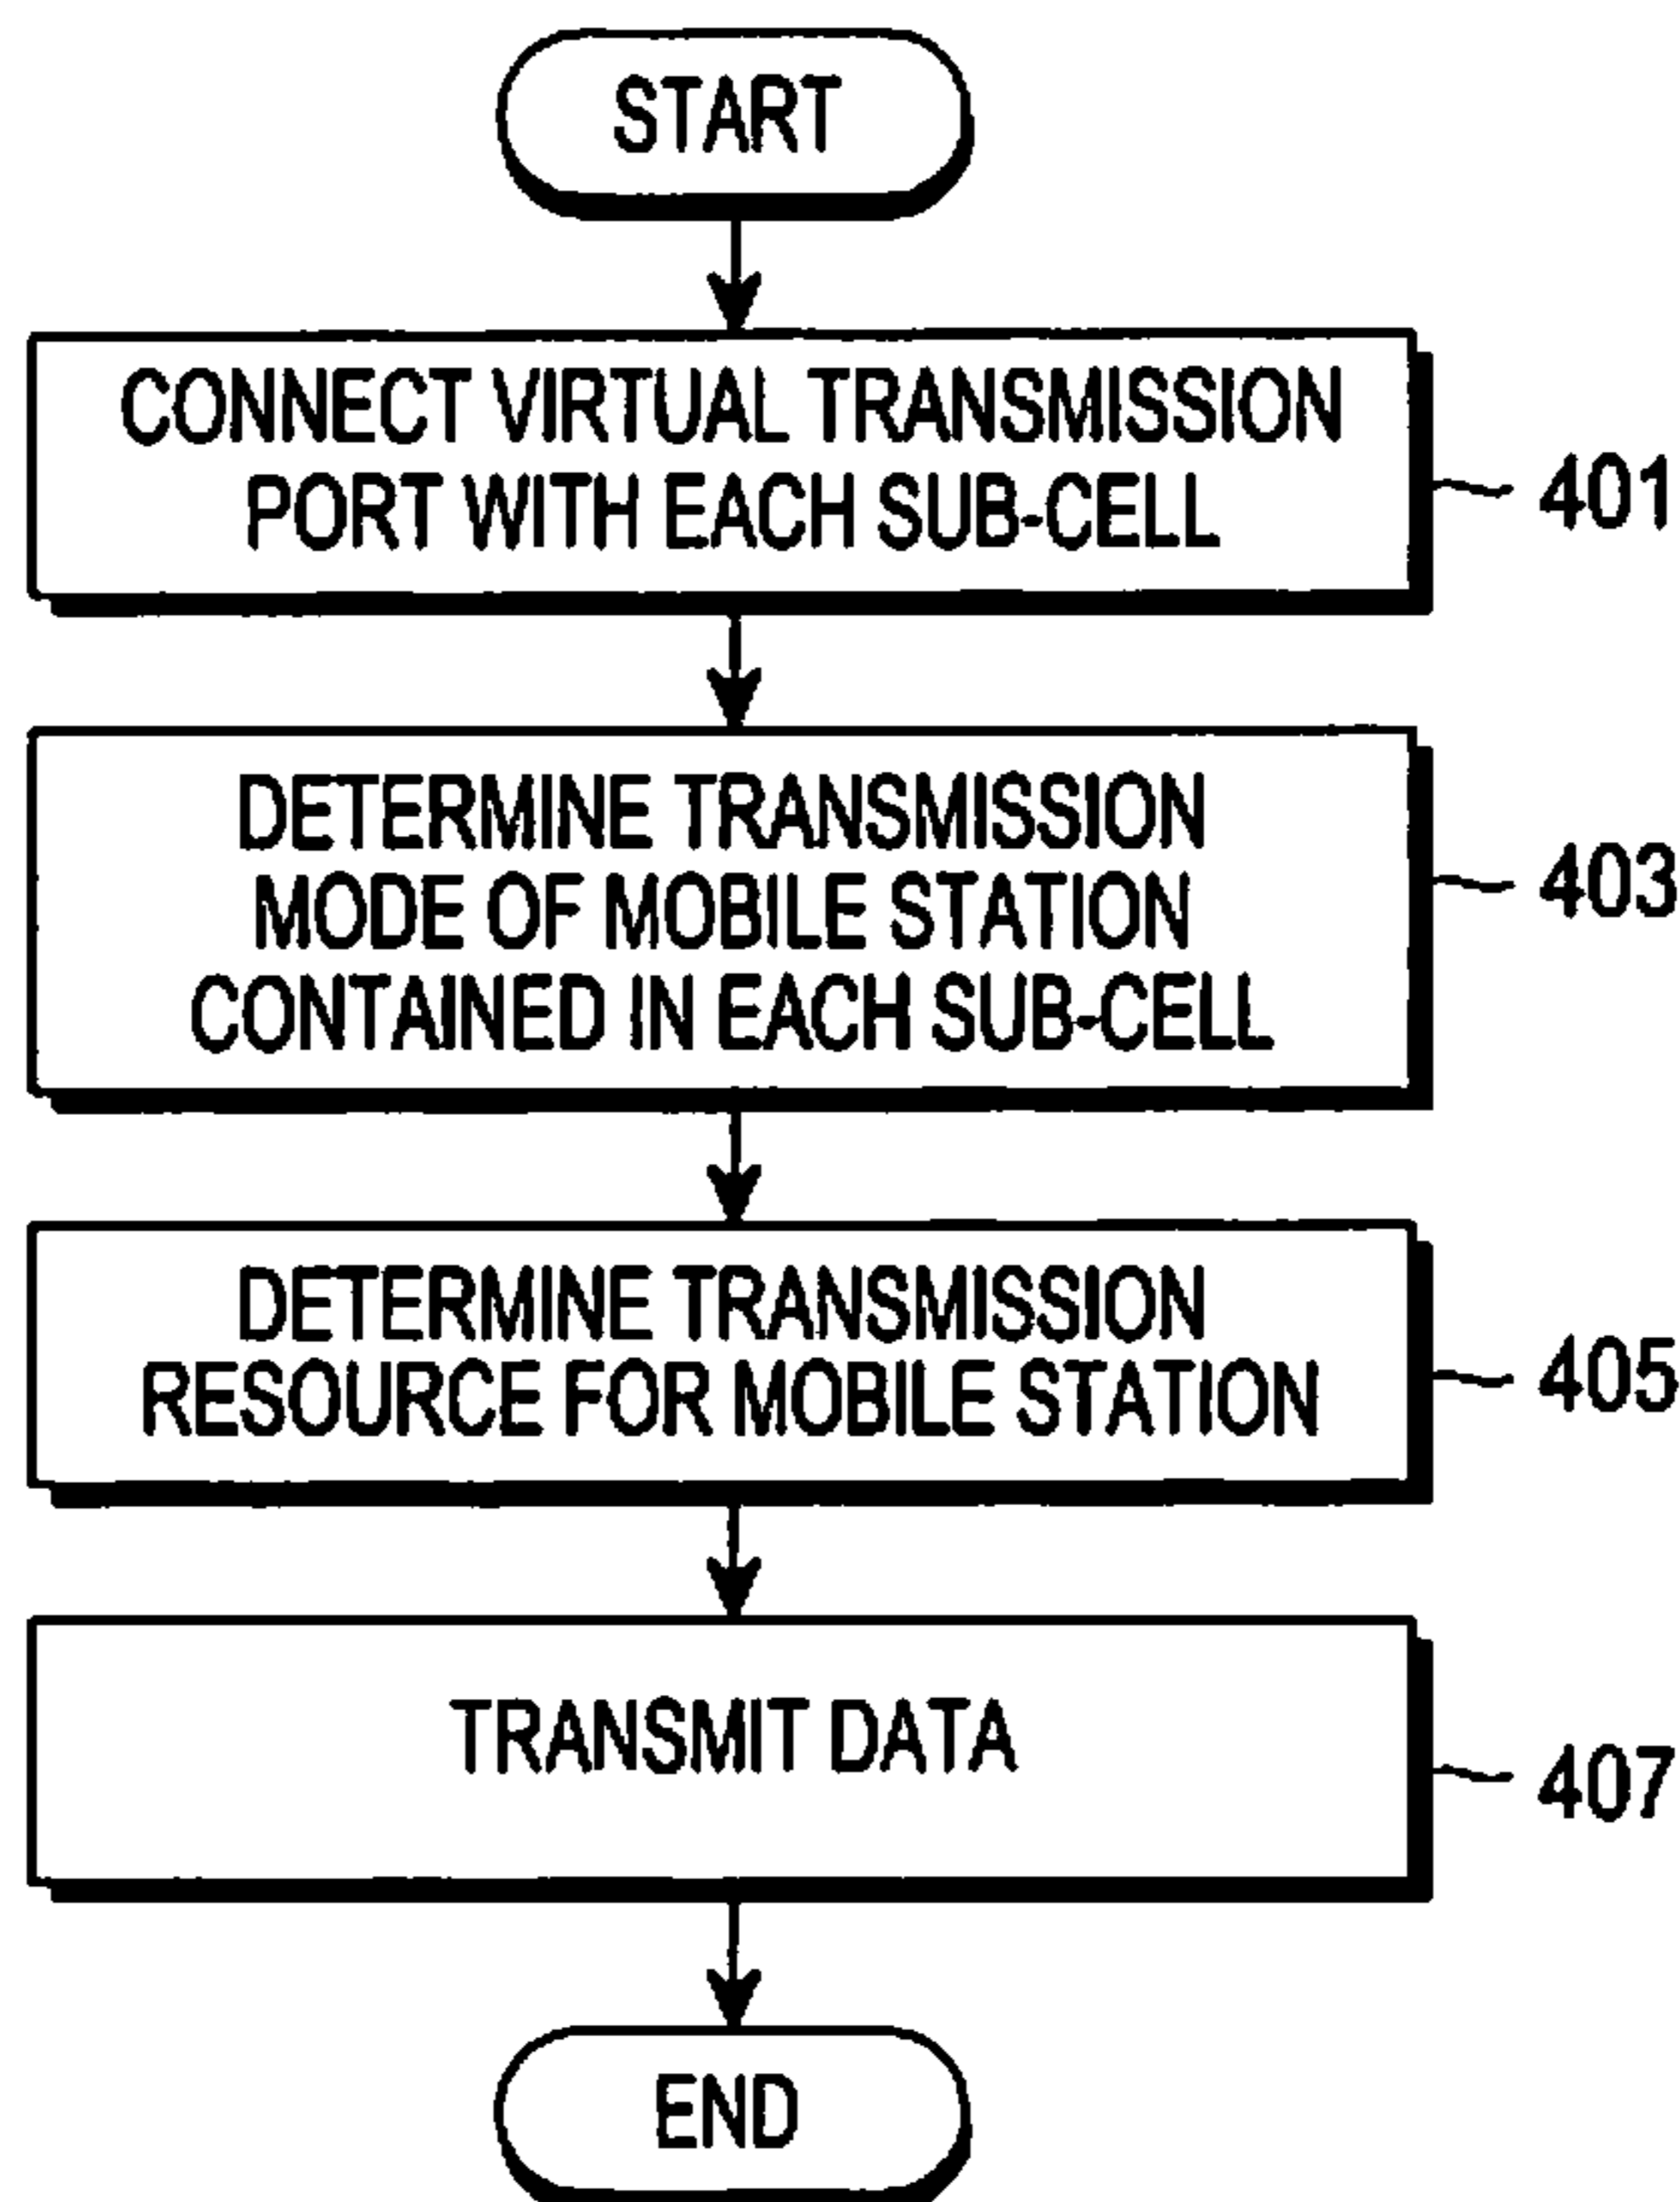 START
CONNECT VIRTUAL TRANSMISSION
PORT WITH EACH SUB-CELL
401
DETERMINE TRANSMISSION
MODE OF MOBILE STATION
CONTAINED IN EACH SUB-CELL
403
DETERMINE TRANSMISSION
RESOURCE FOR MOBILE STATION
405
TRANSMIT DATA
407
END